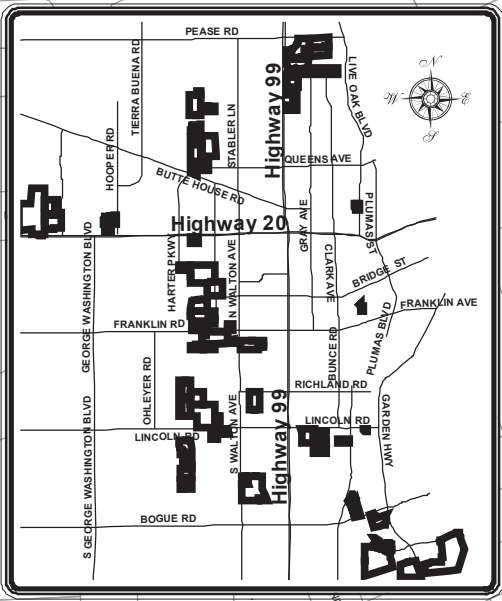 PEASE RD
TIERRA BUENA RD
HOOPER RD
STABLER LN
Highway 99
LIVE OAK BLVD
N
W
E
S
QUEENS AVE
BUTTE HOUSE RD
Highway 20
GRAY AVE
PLUMAS ST
GEORGE WASHINGTON BLVD
HARTER PKWY
N WALTON AVE
CLARK AVE
BRIDGE ST
FRANKLIN RD
FRANKLIN AVE
PLUMAS BLVD
BUNCE RD
OHLEYER RD
RICHLAND RD
S GEORGE WASHINGTON BLVD
LINCOLN RD
S WALTON AVE
Highway 99
LINCOLN RD
GARDEN HWY
BOGUE RD